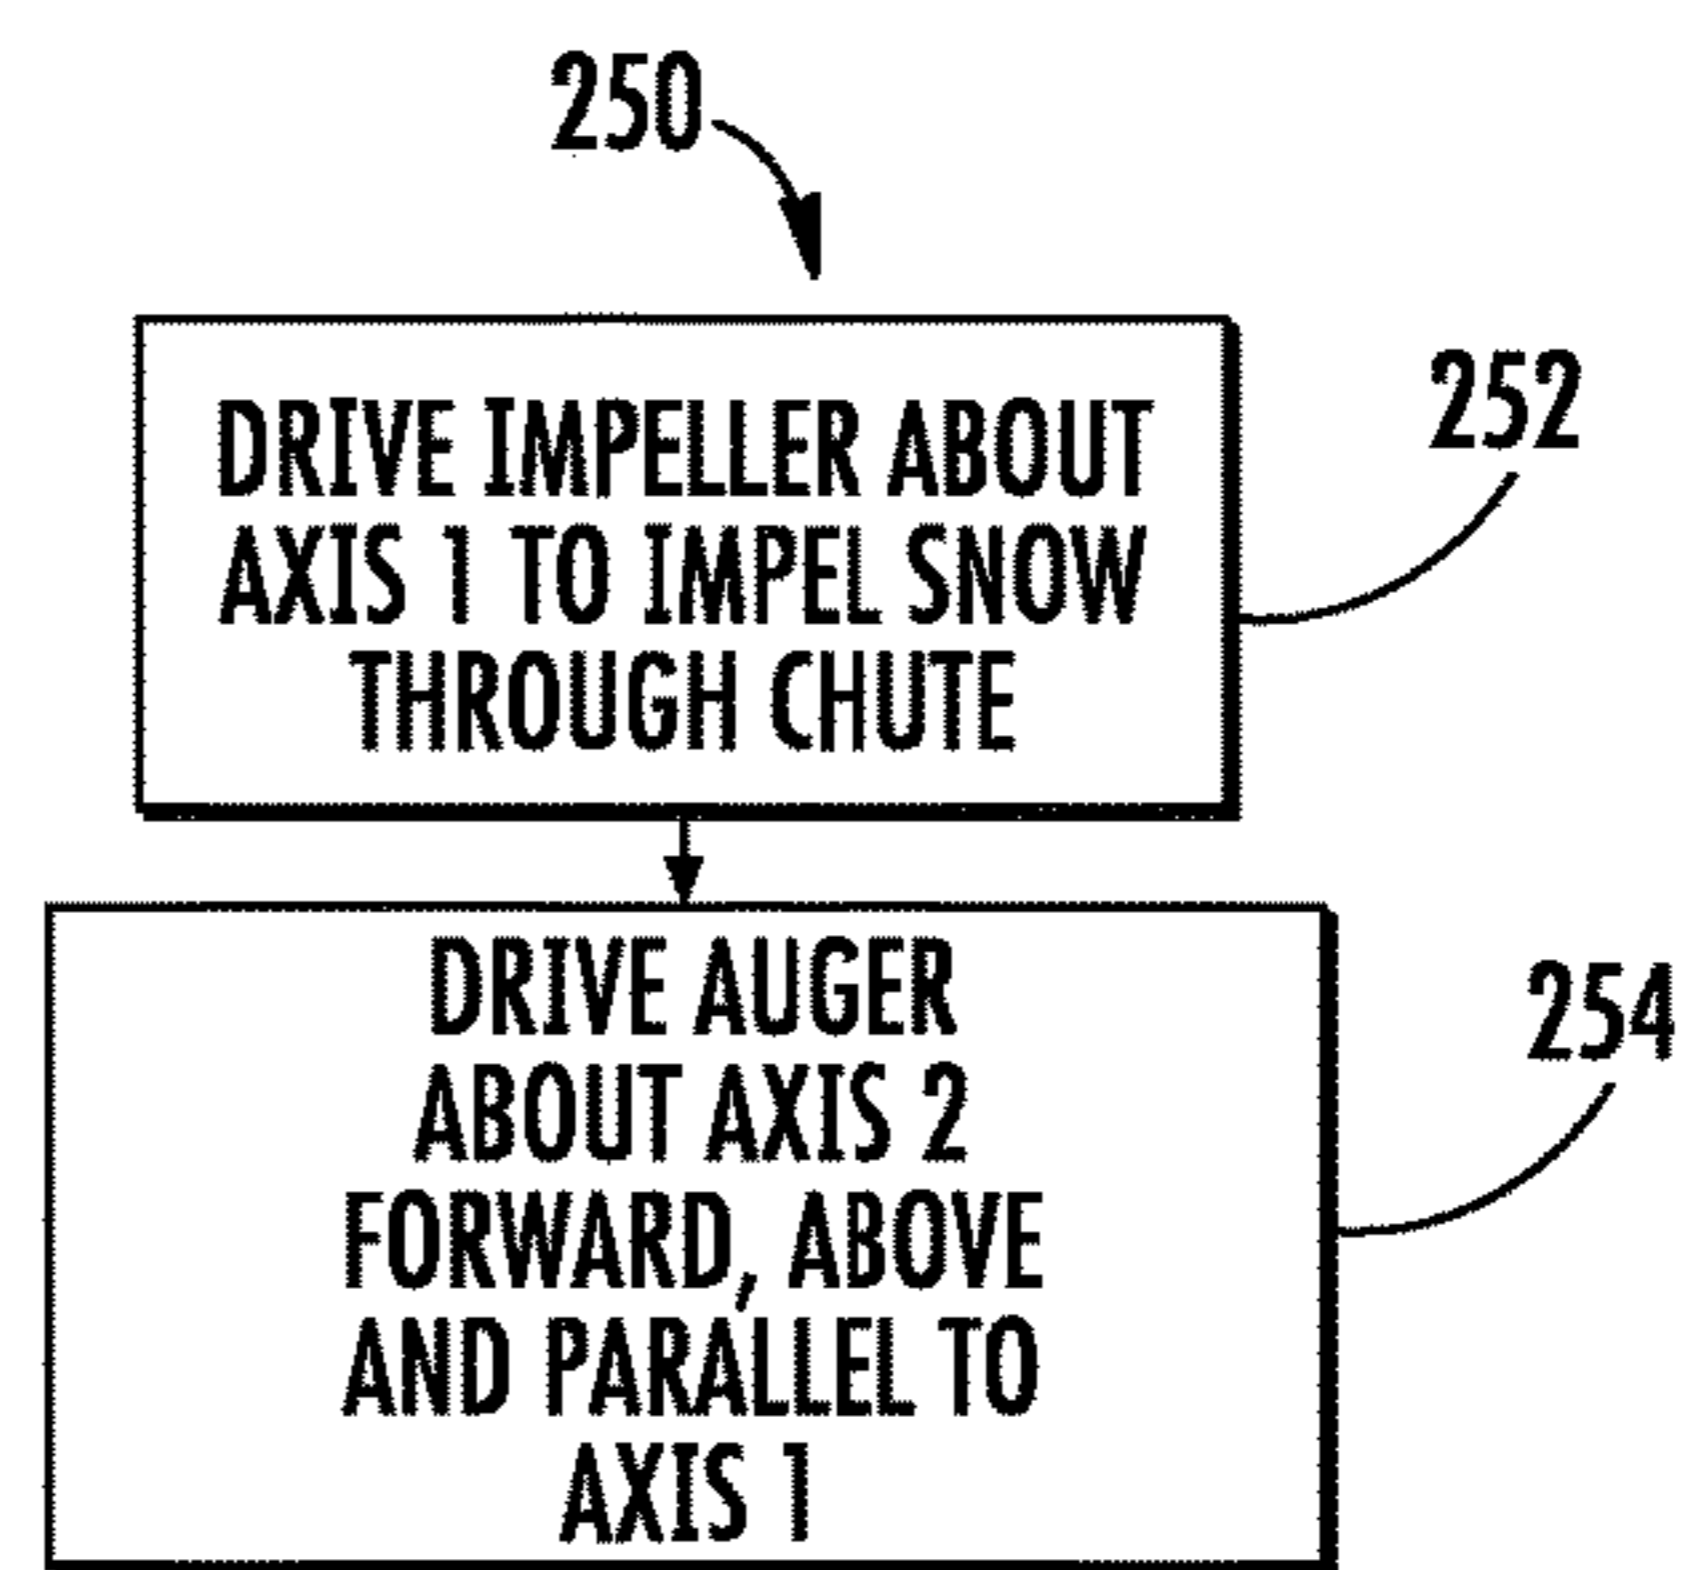 250
DRIVE IMPELLER ABOUT
AXIS 1 TO IMPEL SNOW
THROUGH CHUTE
252
DRIVE AUGER
ABOUT AXIS 2
FORWARD, ABOVE
AND PARALLEL TO
AXIS 1
254